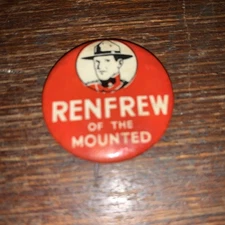 RENFREW
OF THE
MOUNTED